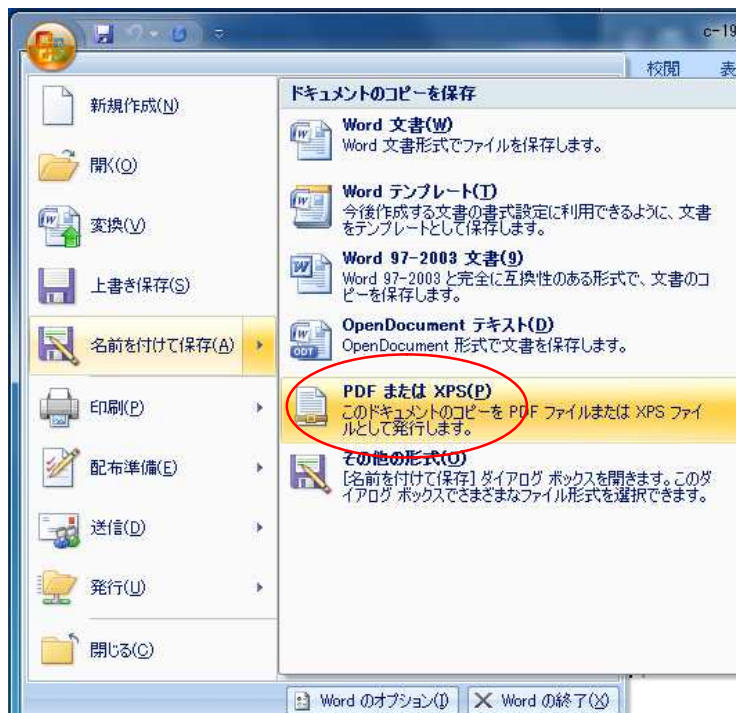 c-19
校閲 表
新規作成(N)
開く(O)
変換(V)
上書き保存(S)
名前を付けて保存(A)
印刷(P)
配布準備(E)
送信(D)
発行(U)
閉じる(C)
ドキュメントのコピーを保存
Word 文書(W)
Word 文書形式でファイルを保存します。
Word テンプレート(T)
今後作成する文書の書式設定に利用できるように、文書
をテンプレートとして保存します。
Word 97-2003 文書(9)
Word 97-2003 と完全に互換性のある形式で、文書のコ
ピーを保存します。
OpenDocument テキスト(D)
ODT
OpenDocument 形式で文書を保存します。
PDF または XPS(P)
このドキュメントのコピーを PDF ファイルまたは XPS ファイ
ルとして発行します。
その他の形式(O)
[名前を付けて保存] ダイアログ ボックスを開きます。このダ
イアログ ボックスでさまざまなファイル形式を選択できます。
Word のオプション(I) Word の終了(X)